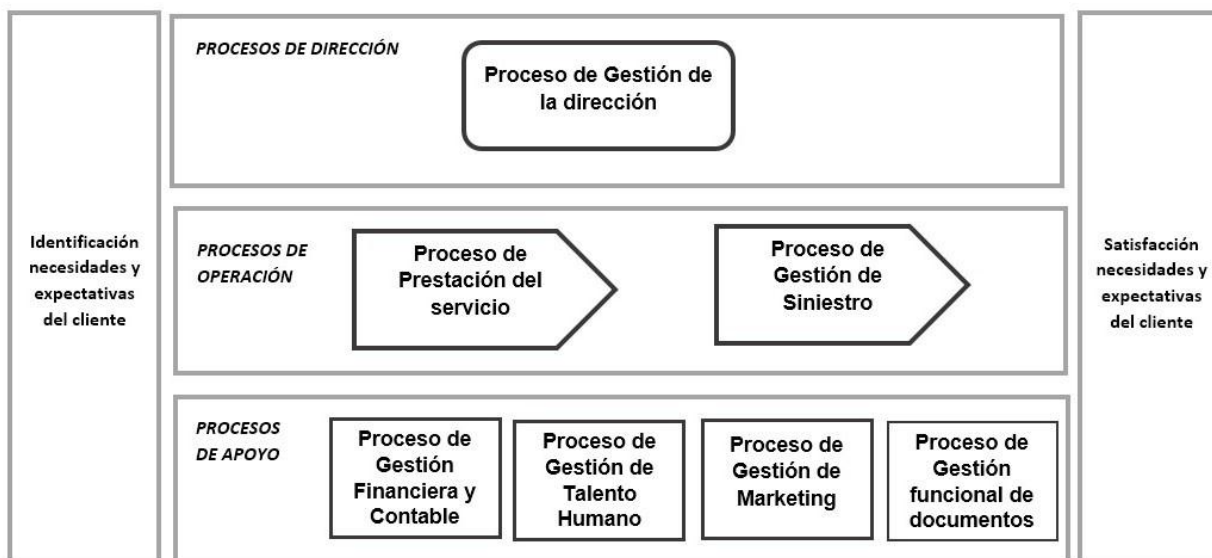 Identificación
necesidades y
expectativas
del cliente
PROCESOS DE DIRECCIÓN
Proceso de Gestión de
la dirección
PROCESOS DE
OPERACIÓN
Proceso de
Prestación del
servicio
Proceso de
Gestión de
Siniestro
PROCESOS
DE APOYO
Proceso de
Gestión
Financiera y
Contable
Proceso de
Gestión de
Talento
Humano
Proceso de
Gestión de
Marketing
Proceso de
Gestión
funcional de
documentos
Satisfacción
necesidades y
expectativas
del cliente